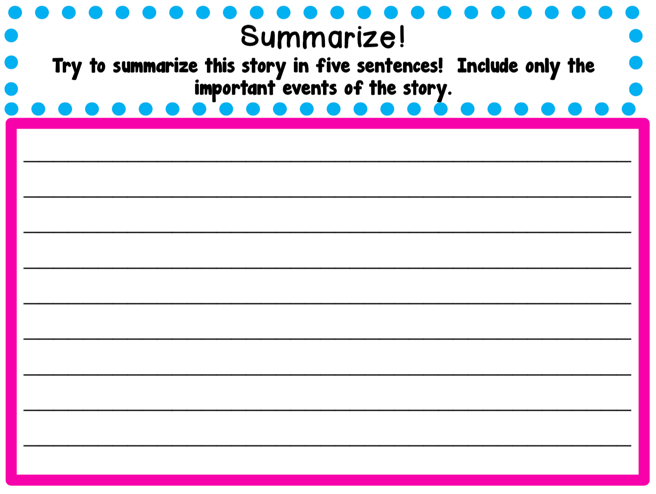 Summarize!
Try to summarize this story in five sentences! Include only the
important events of the story.